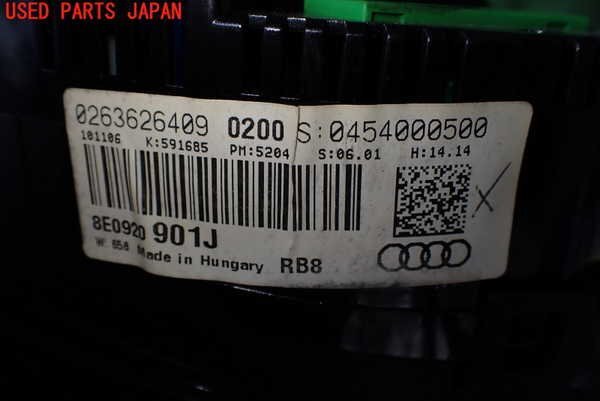 USED PARTS JAPAN
0263626409 0200 S:0454000500
101106 K:591685 PM:5204 S:06.01 H:14.14
8E0920 901J
W 658 Made in Hungary RB8